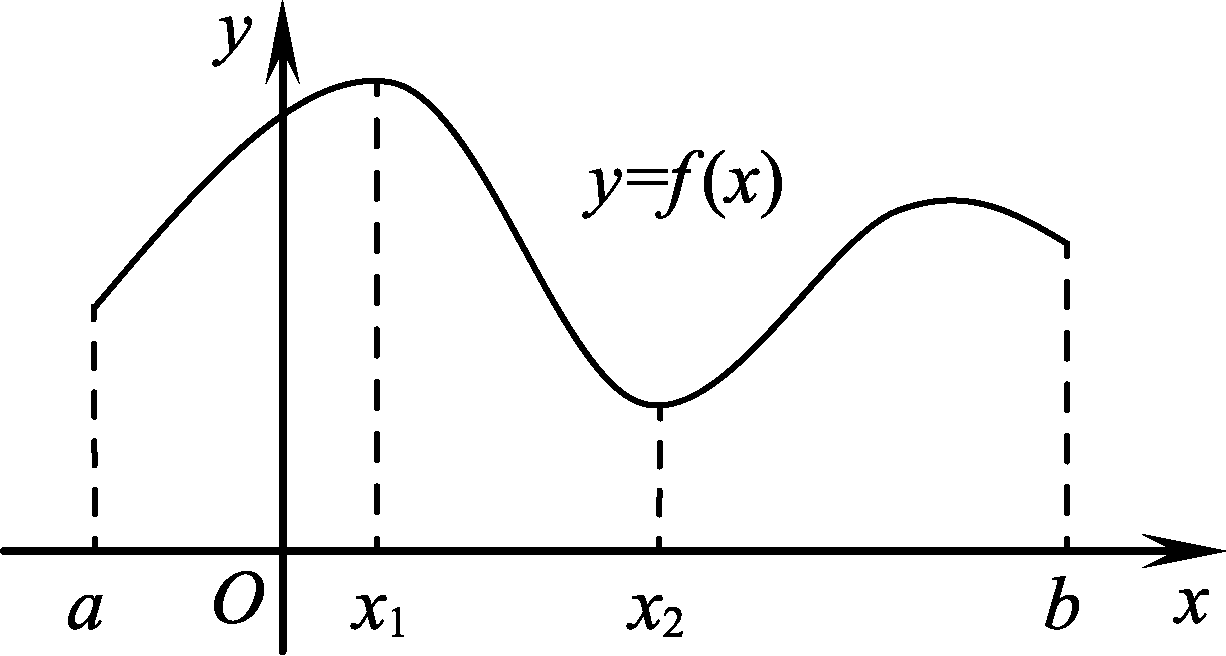 y
y=f(x)
a O x₁ x₂ b x